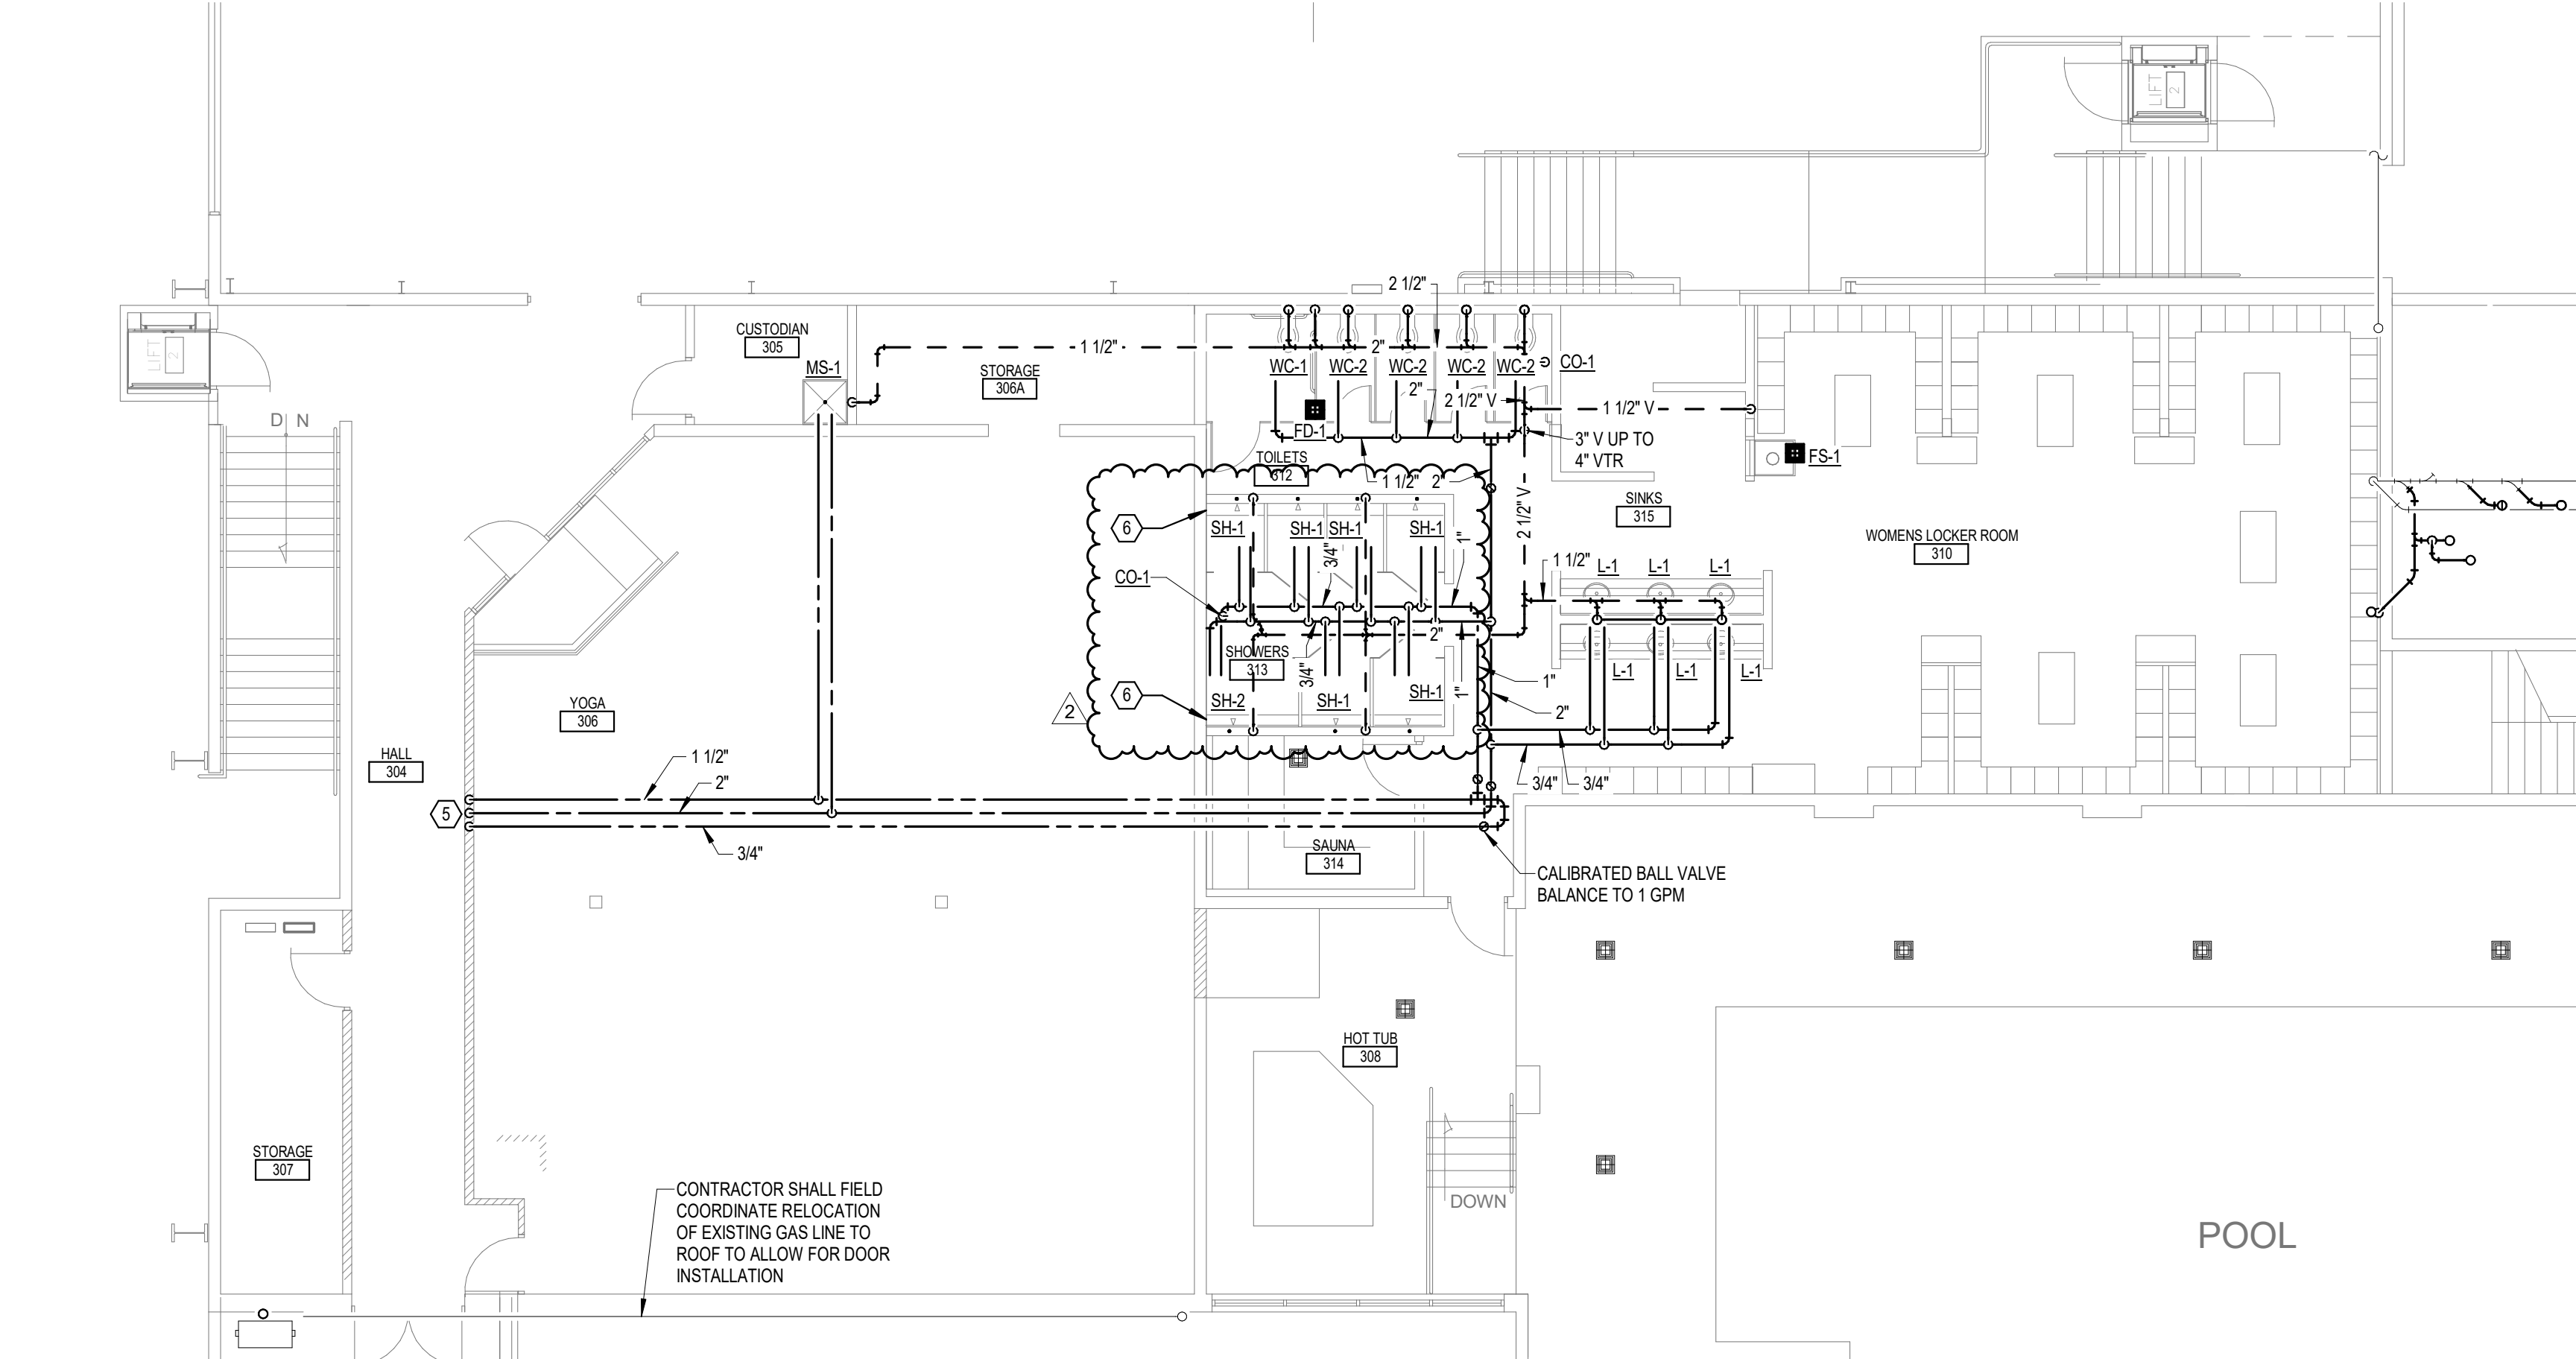 LIFT
2
2 1/2"
CUSTODIAN
305
LIFT
2
1 1/2"
2"
MS-1
STORAGE
306A
WC-1
WC-2
WC-2
WC-2
WC-2
CO-1
2"
2 1/2" V
1 1/2" V
D N
FD-1
3" V UP TO
4" VTR
FS-1
TOILETS
312
1 1/2"
2"
SINKS
315
6
SH-1
SH-1
SH-1
SH-1
2 1/2" V
1"
3/4"
WOMENS LOCKER ROOM
310
CO-1
1 1/2"
L-1
L-1
L-1
2"
SHOWERS
313
3/4"
1"
L-1
L-1
L-1
1"
6
SH-2
SH-1
SH-1
2"
2
YOGA
306
HALL
304
1 1/2"
2"
3/4"
3/4"
5
3/4"
SAUNA
314
CALIBRATED BALL VALVE
BALANCE TO 1 GPM
HOT TUB
308
STORAGE
307
CONTRACTOR SHALL FIELD
COORDINATE RELOCATION
OF EXISTING GAS LINE TO
ROOF TO ALLOW FOR DOOR
INSTALLATION
DOWN
POOL